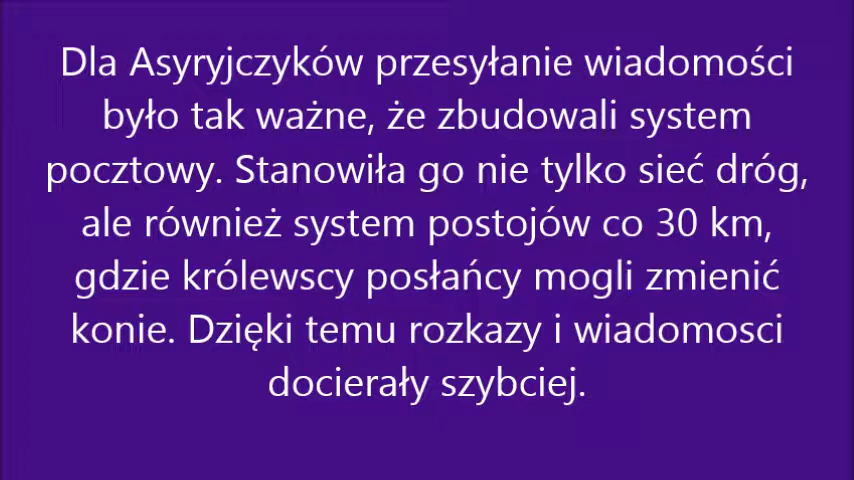 Dla Asyryjczyków przesyłanie wiadomości
było tak ważne, że zbudowali system
pocztowy. Stanowiła go nie tylko sieć dróg,
ale również system postojów co 30 km,
gdzie królewscy posłańcy mogli zmienić
konie. Dzięki temu rozkazy i wiadomosci
docierały szybciej.